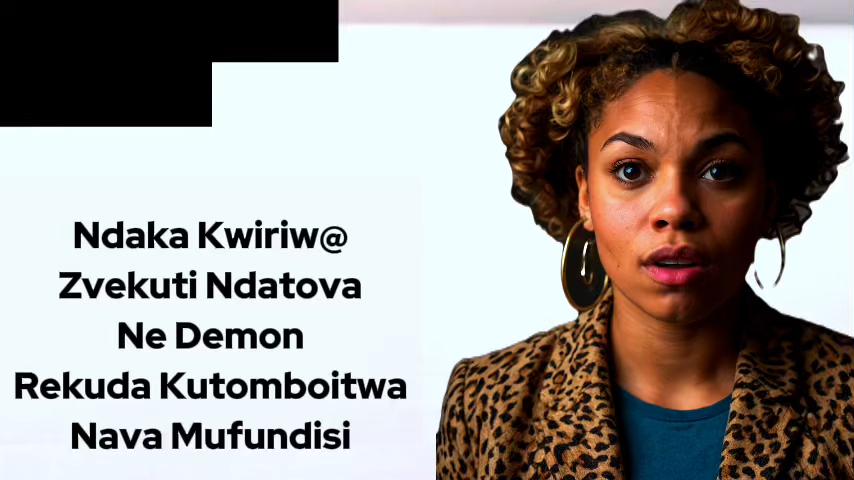 Ndaka Kwiriw@
Zvekuti Ndatova
Ne Demon
Rekuda Kutomboitwa
Nava Mufundisi